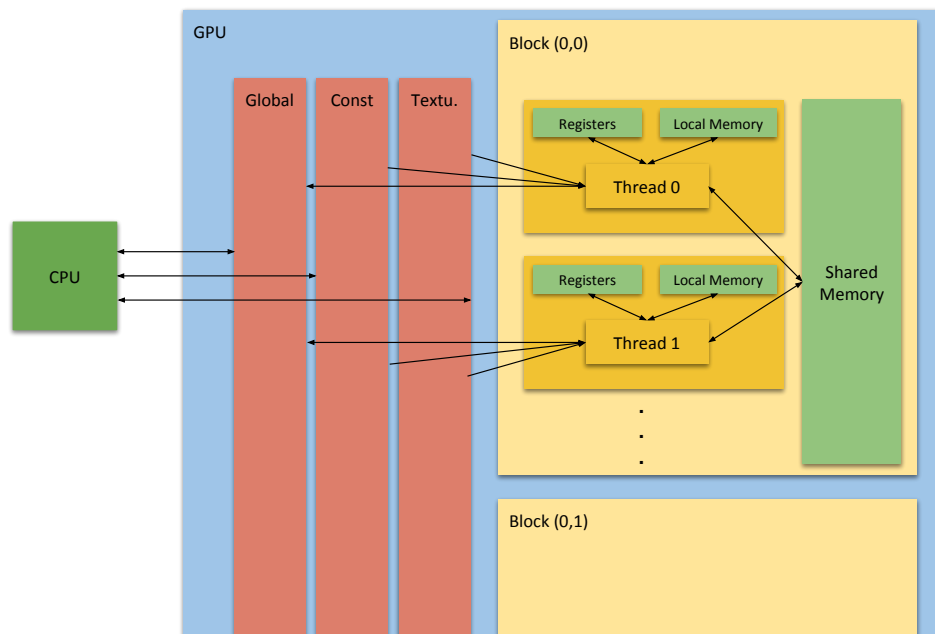 GPU
Block (0,0)
Global
Const
Textu.
Registers
Local Memory
Thread 0
CPU
Registers
Local Memory
Thread 1
Shared
Memory
.
.
.
Block (0,1)